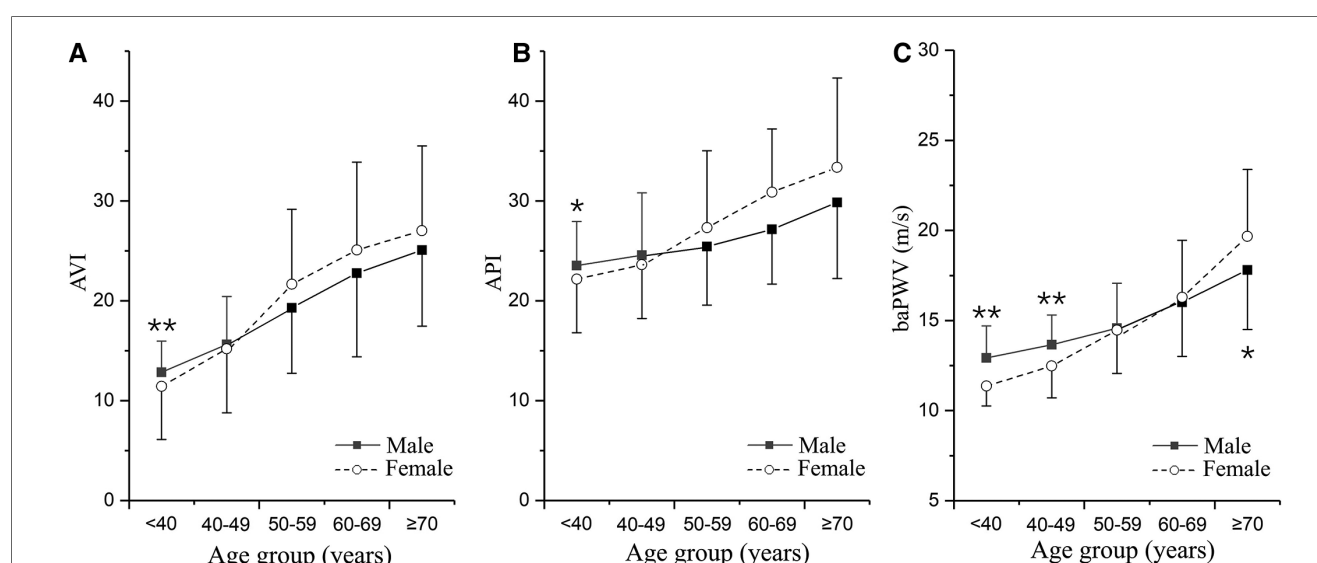 A
40
30
20
10
0
AVI
**
Male
Female
<40 40-49 50-59 60-69 ≥70
Age group (years)
B
40
30
20
10
0
API
*
Male
Female
<40 40-49 50-59 60-69 ≥70
Age group (years)
C
30
25
20
15
10
5
baPWV (m/s)
** **
*
Male
Female
<40 40-49 50-59 60-69 ≥70
Age group (years)